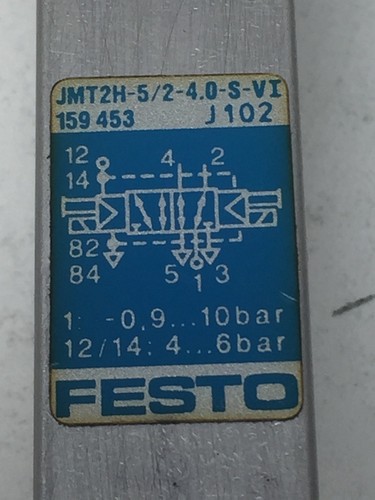 JMT2H-5/2-4.0-S-VI
159 453 J102
12 4 2
14
82
84 5 1 3
1: -0,9...10bar
12/14: 4...6bar
FESTO